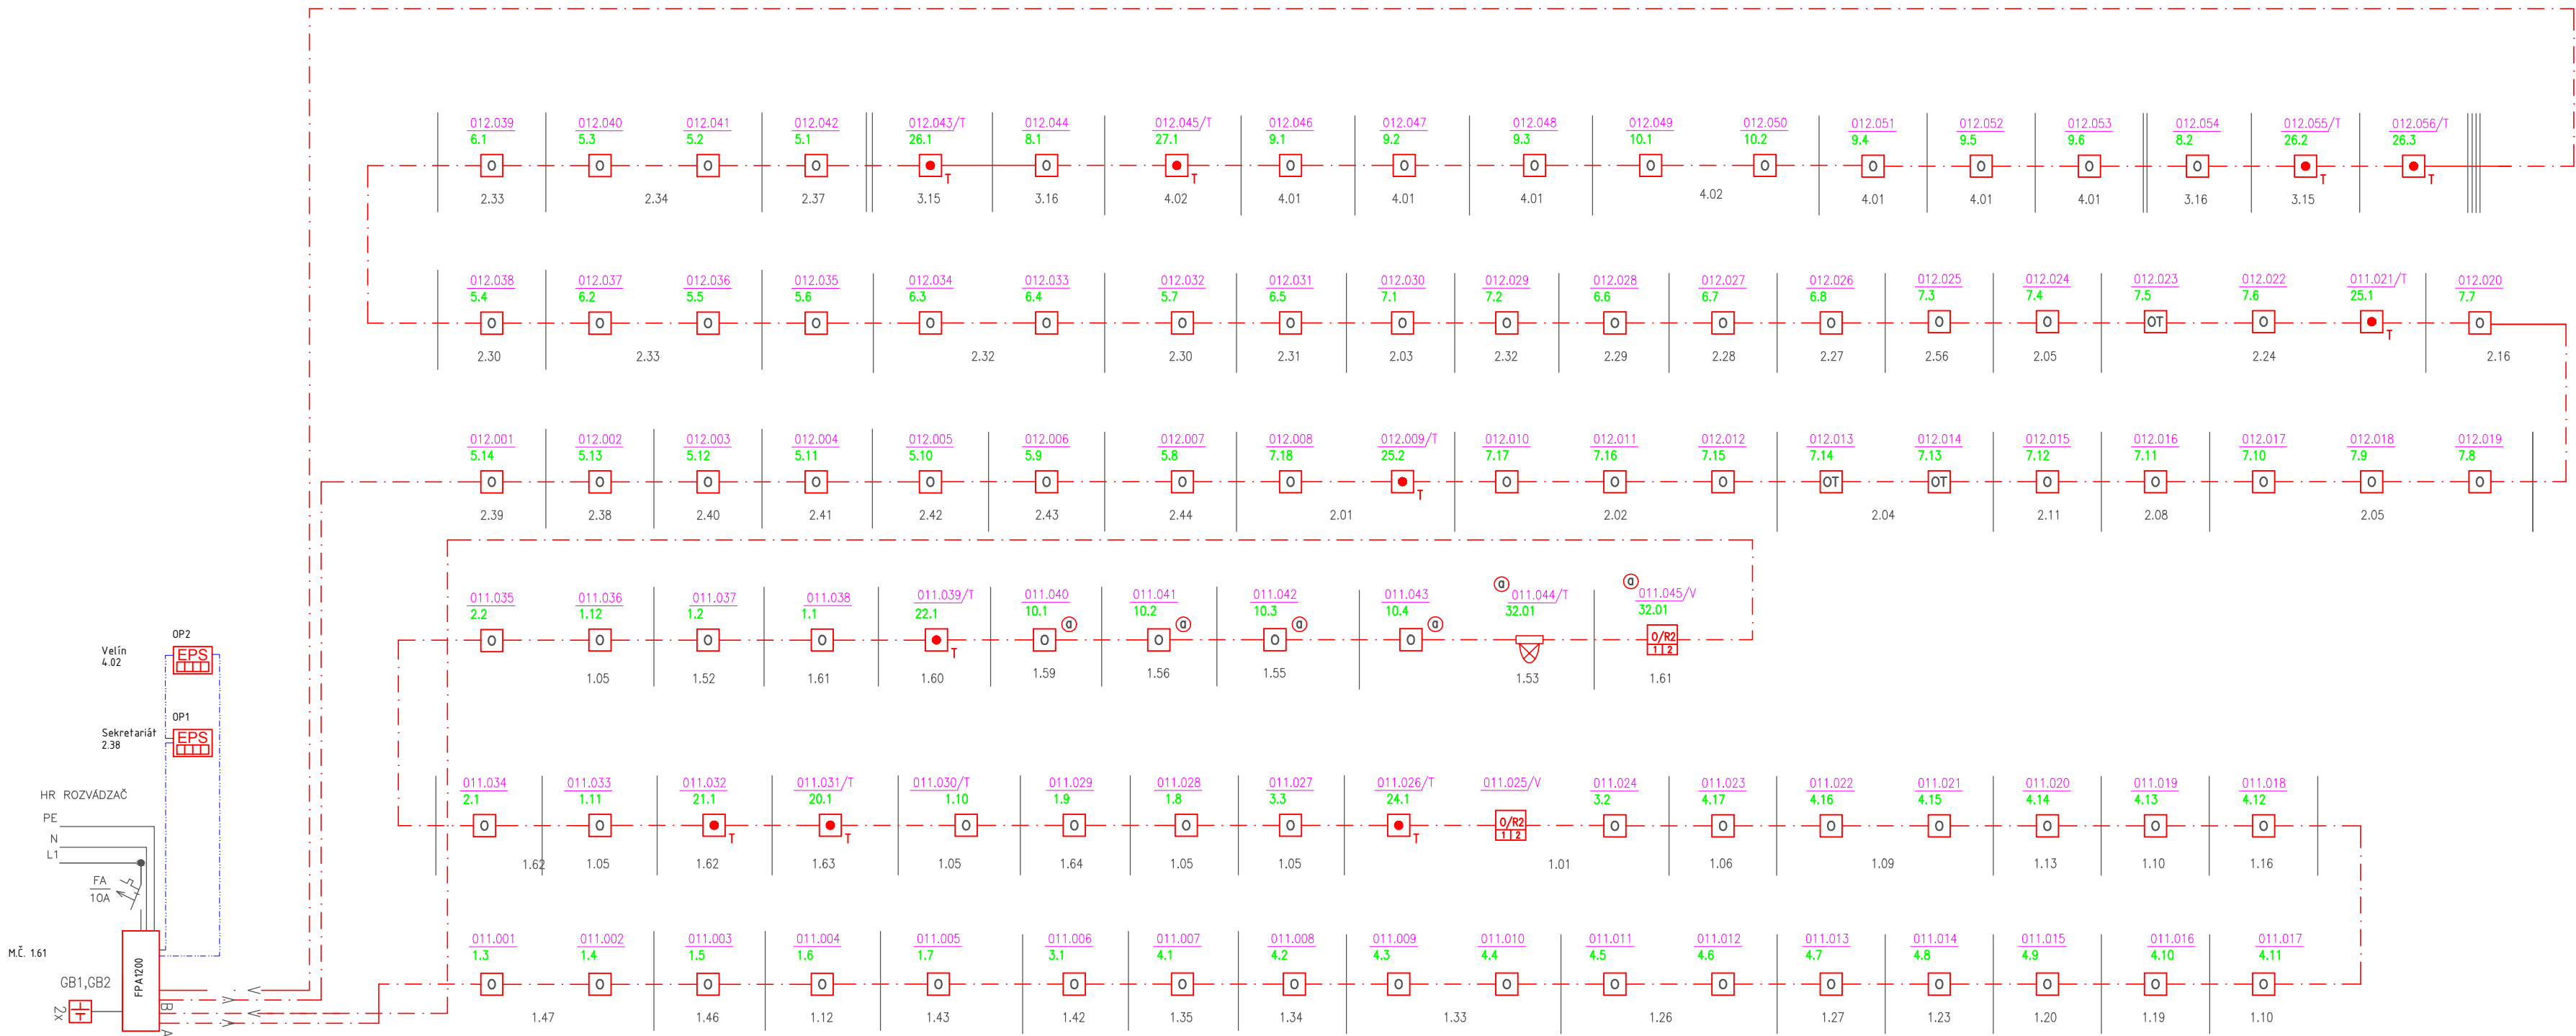 012.039 012.040 012.041 012.042 012.043/T 012.044 012.045/T 012.046 012.047 012.048 012.049 012.050 012.051 012.052 012.053 012.054 012.055/T 012.056/T
6.1 5.3 5.2 5.1 26.1 8.1 27.1 9.1 9.2 9.3 10.1 10.2 9.4 9.5 9.6 8.2 26.2 26.3
O O O O T O T O O O O O O O O O T T
2.33 2.34 2.37 3.15 3.16 4.02 4.01 4.01 4.01 4.02 4.01 4.01 4.01 3.16 3.15
012.038 012.037 012.036 012.035 012.034 012.033 012.032 012.031 012.030 012.029 012.028 012.027 012.026 012.025 012.024 012.023 012.022 011.021/T 012.020
5.4 6.2 5.5 5.6 6.3 6.4 5.7 6.5 7.1 7.2 6.6 6.7 6.8 7.3 7.4 7.5 7.6 25.1 7.7
O O O O O O O O O O O O O O O OT O T O
2.30 2.33 2.32 2.30 2.31 2.03 2.32 2.29 2.28 2.27 2.56 2.05 2.24 2.16
012.001 012.002 012.003 012.004 012.005 012.006 012.007 012.008 012.009/T 012.010 012.011 012.012 012.013 012.014 012.015 012.016 012.017 012.018 012.019
5.14 5.13 5.12 5.11 5.10 5.9 5.8 7.18 25.2 7.17 7.16 7.15 7.14 7.13 7.12 7.11 7.10 7.9 7.8
O O O O O O O O T O O O OT OT O O O O O
2.39 2.38 2.40 2.41 2.42 2.43 2.44 2.01 2.02 2.04 2.11 2.08 2.05
a a
011.035 011.036 011.037 011.038 011.039/T 011.040 011.041 011.042 011.043 011.044/T 011.045/V
2.2 1.12 1.2 1.1 22.1 10.1 10.2 10.3 10.4 32.01 32.01
O O O O T O a O a O a O a O/R2
1 2
1.05 1.52 1.61 1.60 1.59 1.56 1.55 1.53 1.61
OP2
Velín
4.02
EPS
OP1
Sekretariát
2.38
EPS
011.034 011.033 011.032 011.031/T 011.030/T 011.029 011.028 011.027 011.026/T 011.025/V 011.024 011.023 011.022 011.021 011.020 011.019 011.018
2.1 1.11 21.1 20.1 1.10 1.9 1.8 3.3 24.1 3.2 4.17 4.16 4.15 4.14 4.13 4.12
O O T T O O O O T O/R2 O O O O O O O
1 2
1.62 1.05 1.62 1.63 1.05 1.64 1.05 1.05 1.01 1.06 1.09 1.13 1.10 1.16
HR ROZVÁDZAČ
PE
N
L1
FA
10A
M.Č. 1.61
FPA1200
GB1,GB2
2x
B
A
011.001 011.002 011.003 011.004 011.005 011.006 011.007 011.008 011.009 011.010 011.011 011.012 011.013 011.014 011.015 011.016 011.017
1.3 1.4 1.5 1.6 1.7 3.1 4.1 4.2 4.3 4.4 4.5 4.6 4.7 4.8 4.9 4.10 4.11
O O O O O O O O O O O O O O O O O
1.47 1.46 1.12 1.43 1.42 1.35 1.34 1.33 1.26 1.27 1.23 1.20 1.19 1.10